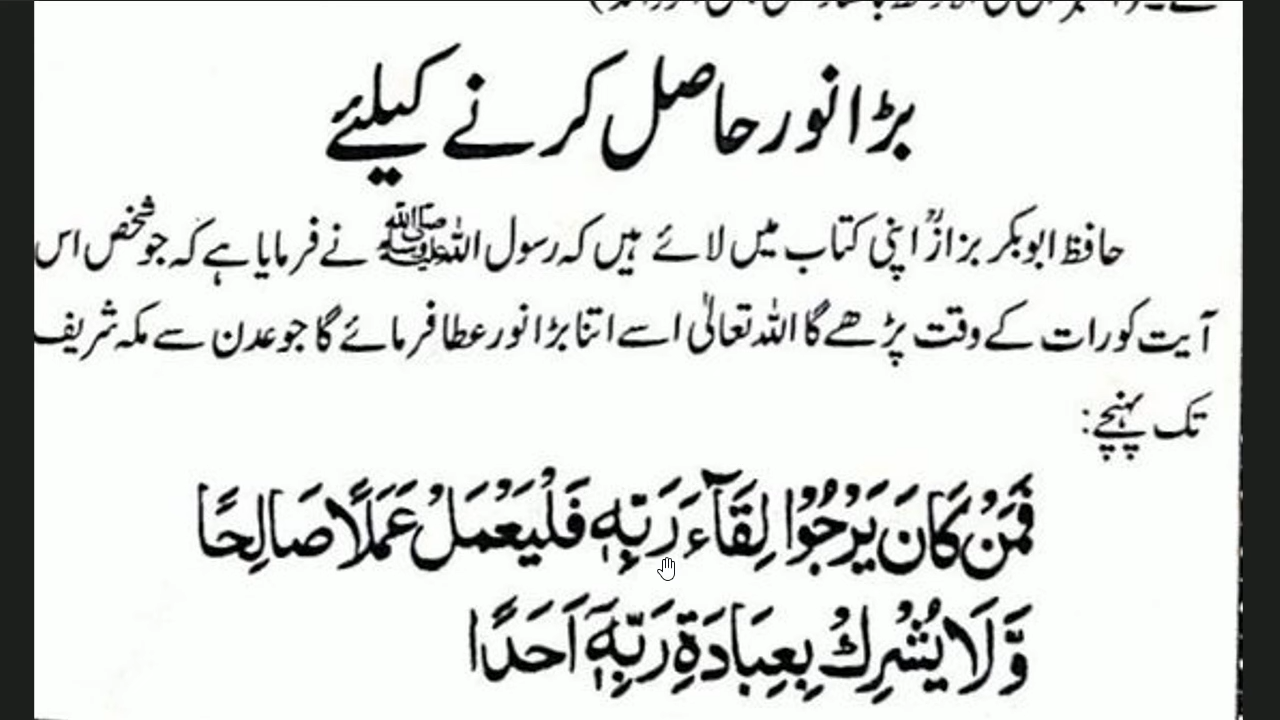 بڑا نور حاصل کرنے کیلئے
حافظ ابوبکر بزازؒ اپنی کتاب میں لائے ہیں کہ رسول اللہ ﷺ نے فرمایا ہے کہ جو شخص اس
آیت کو رات کے وقت پڑھے گا اللہ تعالیٰ اسے اتنا بڑا نور عطا فرمائے گا جو عدن سے مکہ شریف
تک پہنچے:
فَمَنْ كَانَ يَرْجُوْا لِقَآءَ رَبِّهٖ فَلْيَعْمَلْ عَمَلًا صَالِحًا
وَّلَا يُشْرِكْ بِعِبَادَةِ رَبِّهٖٓ اَحَدًا